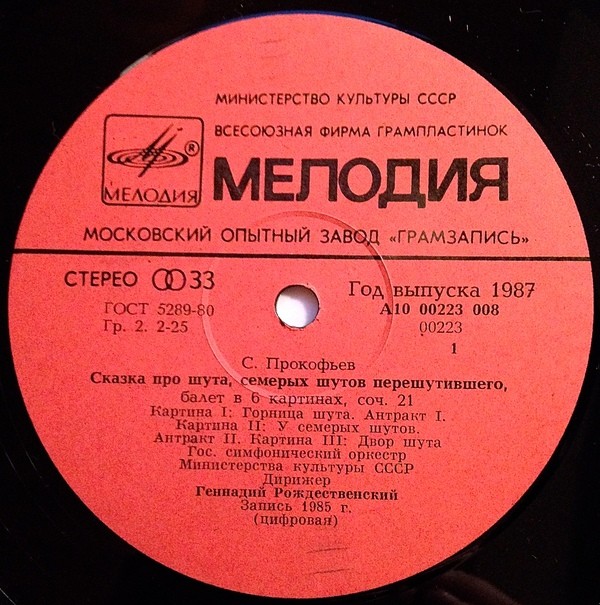 МИНИСТЕРСТВО КУЛЬТУРЫ СССР
ВСЕСОЮЗНАЯ ФИРМА ГРАМПЛАСТИНОК
®
МЕЛОДИЯ
МЕЛОДИЯ
МОСКОВСКИЙ ОПЫТНЫЙ ЗАВОД «ГРАМЗАПИСЬ»
СТЕРЕО 33
Год выпуска 1987
ГОСТ 5289-80
А10 00223 008
Гр. 2. 2-25
00223
1
С. Прокофьев
Сказка про шута, семерых шутов перешутившего,
балет в 6 картинах, соч. 21
Картина I: Горница шута. Антракт I.
Картина II: У семерых шутов.
Антракт II. Картина III: Двор шута
Гос. симфонический оркестр
Министерства культуры СССР
Дирижер
Геннадий Рождественский
Запись 1985 г.
(цифровая)